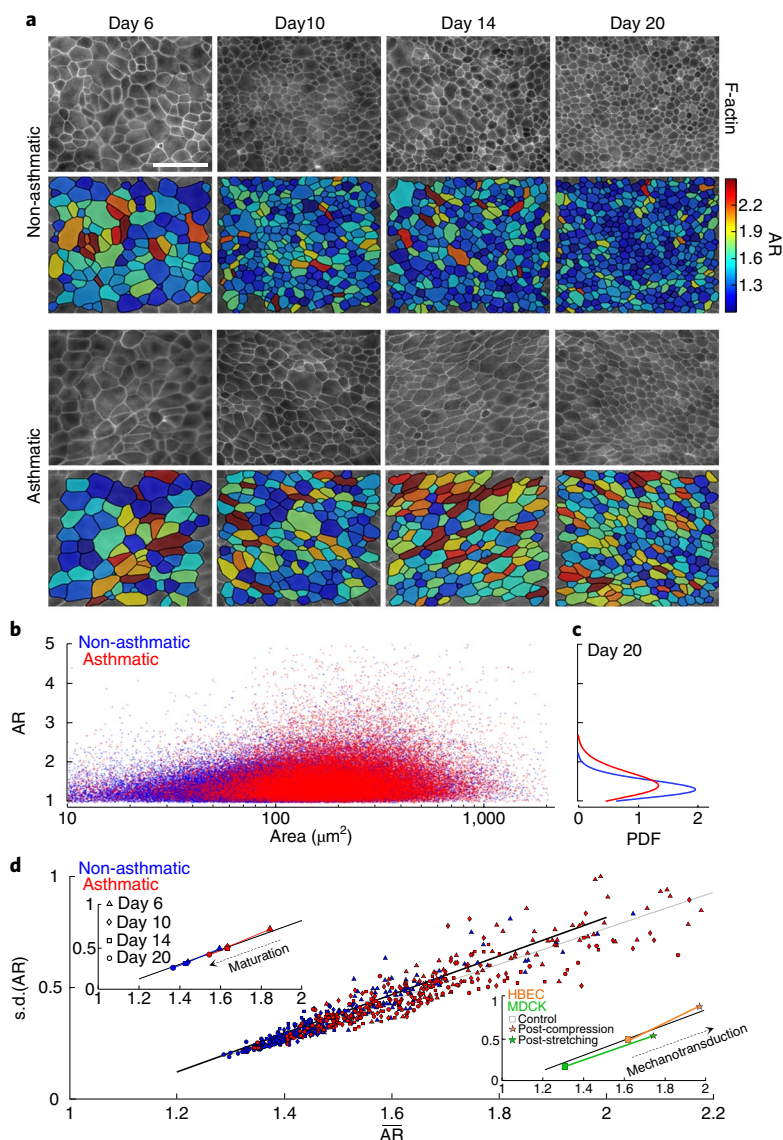 a
Day 6 Day10 Day 14 Day 20
Non-asthmatic
F-actin
2.2
1.9
1.3
AR
Asthmatic
b
Non-asthmatic
Asthmatic
5
4
3
2
1
AR
10 100 1,000
Area (µm²)
c
Day 20
0 1 2
PDF
d
Non-asthmatic
Asthmatic
1
0.5
s.d.(AR)
1
0.5
0
Day 6
Day 10
Day 14
Day 20
Maturation
1 1.2 1.4 1.6 1.8 2
1
0.5
0
HBEC
MDCK
Control
Post-compression
Post-stretching
Mechanotransduction
1 1.2 1.4 1.6 1.8 2
1 1.2 1.4 1.6 1.8 2 2.2
AR